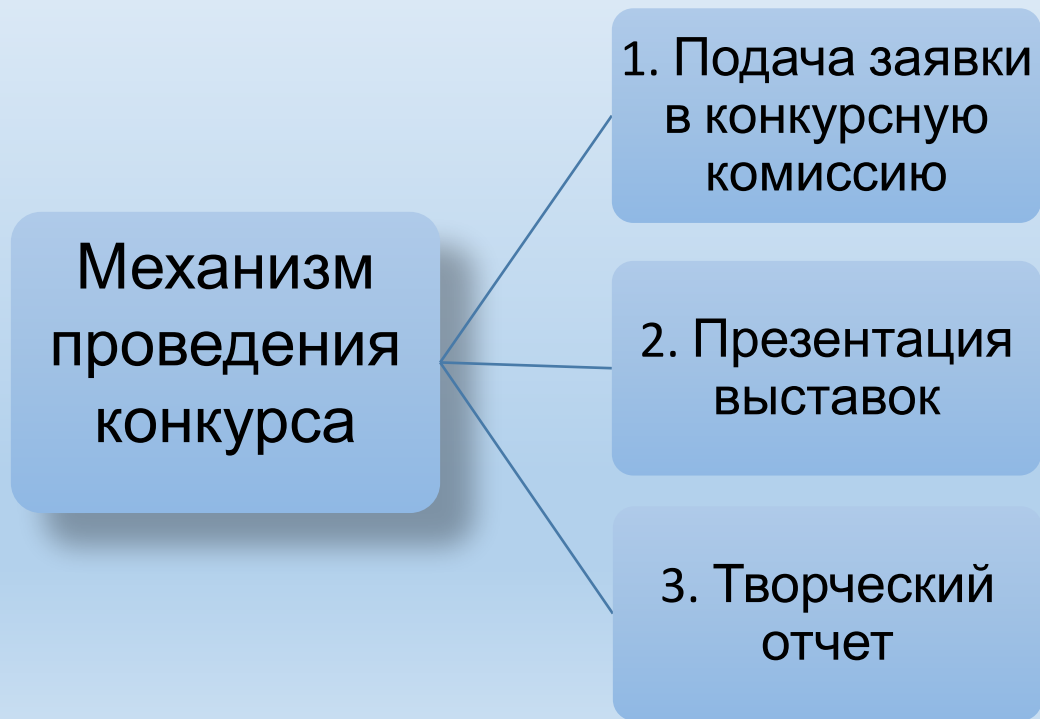 Механизм
проведения
конкурса
1. Подача заявки
в конкурсную
комиссию
2. Презентация
выставок
3. Творческий
отчет